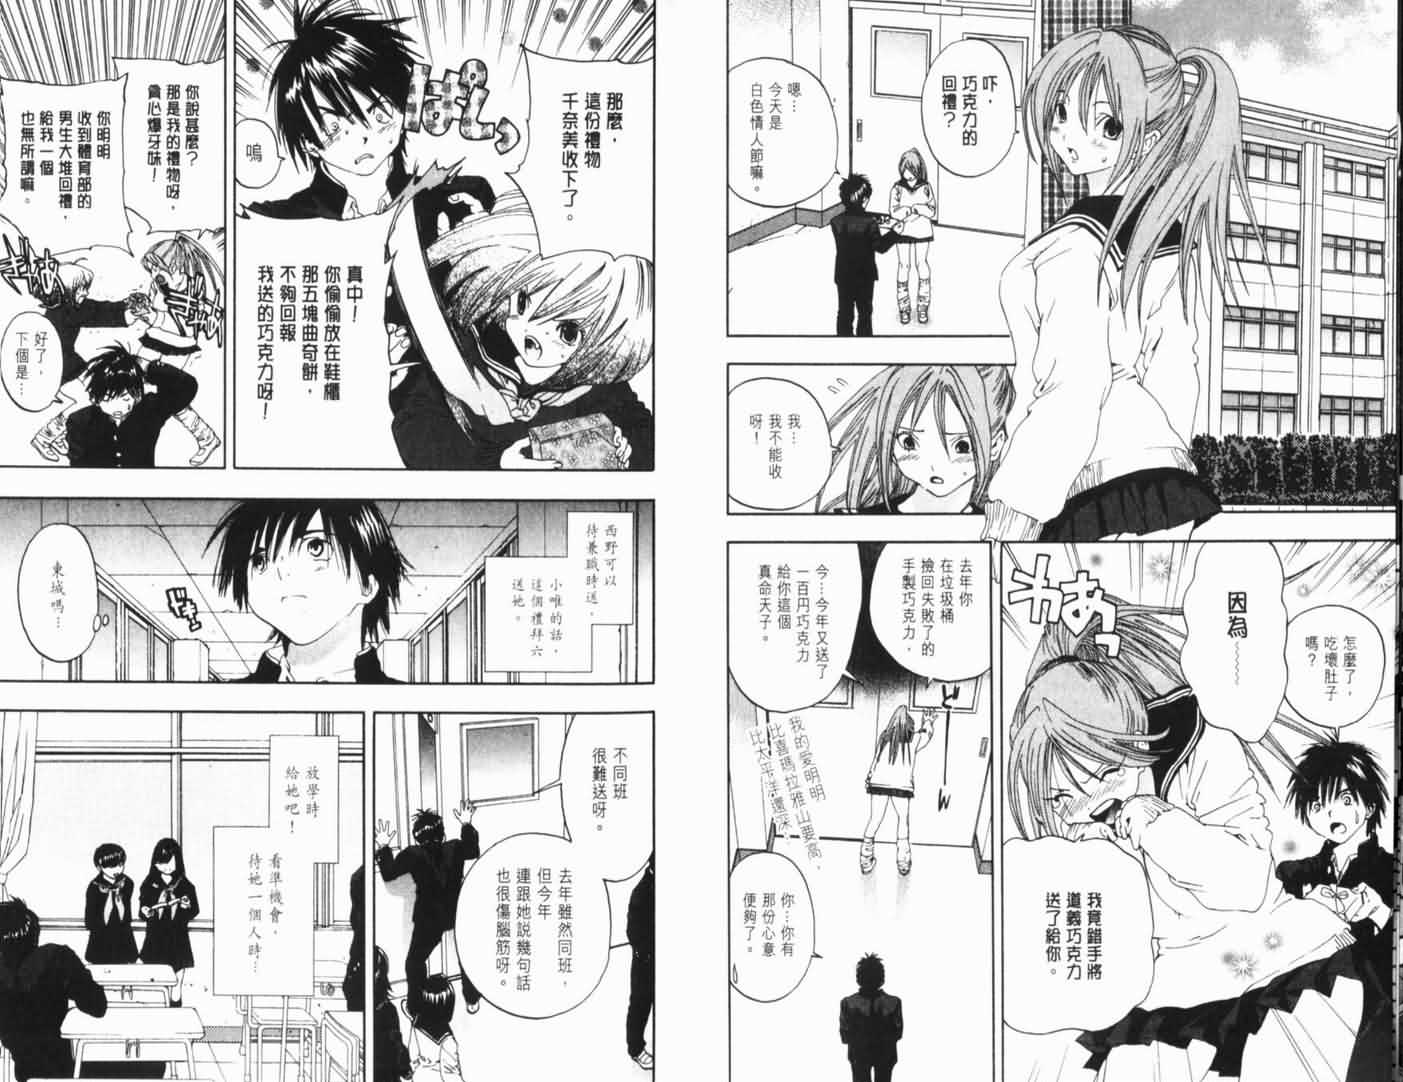 吓，
巧克力的
回禮？
嗯…
今天是
白色情人節嘛。
我…
我不能收
呀！
怎麼了，
吃壞肚子
嗎？
因為……
わあっ
我竟錯手將
道義巧克力
送了給你。
去年你
在垃圾桶
撿回失敗了的
手製巧克力，
今…今年又送了
一百円巧克力
給你這個
真命天子。
我的愛明明
比喜瑪拉雅山要高，
比太平洋還深。
你…你有
那份心意
便夠了。
那麼，
這份禮物
千奈美收下了。
ぱしっ
嗚
真中！
你偷偷放在鞋櫃
那五塊曲奇餅，
不夠回報
我送的巧克力呀！
你說甚麼？
那是我的禮物呀，
貪心爆牙妹！
你明明
收到體育部的
男生大堆回禮，
給我一個
也無所謂嘛。
ぎゃあ
ぎゃあ
好了，
下個是…
西野可以
待兼職時送，
小唯的話，
這個禮拜六
送她。
ドキ
東城嗎…
不同班
很難送呀。
去年雖然同班，
但今年
連跟她說幾句話
也很傷腦筋呀。
放學時
給她吧！
看準機會，
待她一個人時…